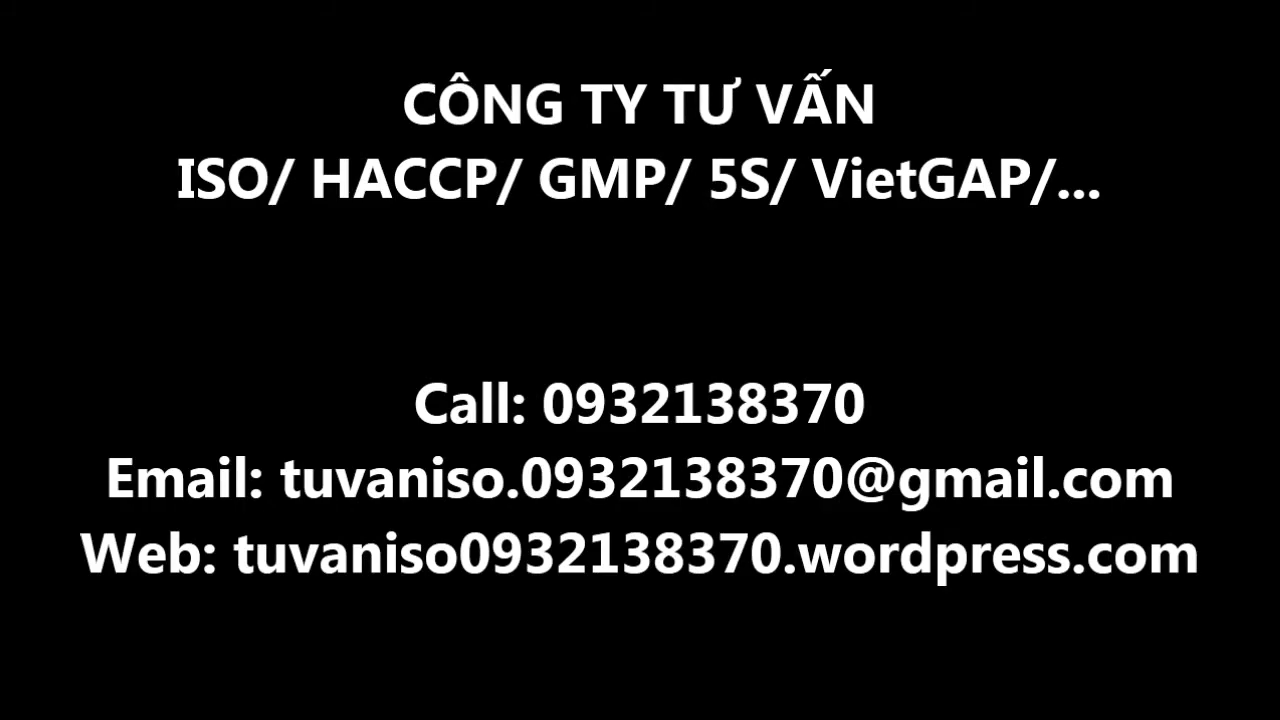 CÔNG TY TƯ VẤN
ISO/ HACCP/ GMP/ 5S/ VietGAP/...
Call: 0932138370
Email: tuvaniso.0932138370@gmail.com
Web: tuvaniso0932138370.wordpress.com